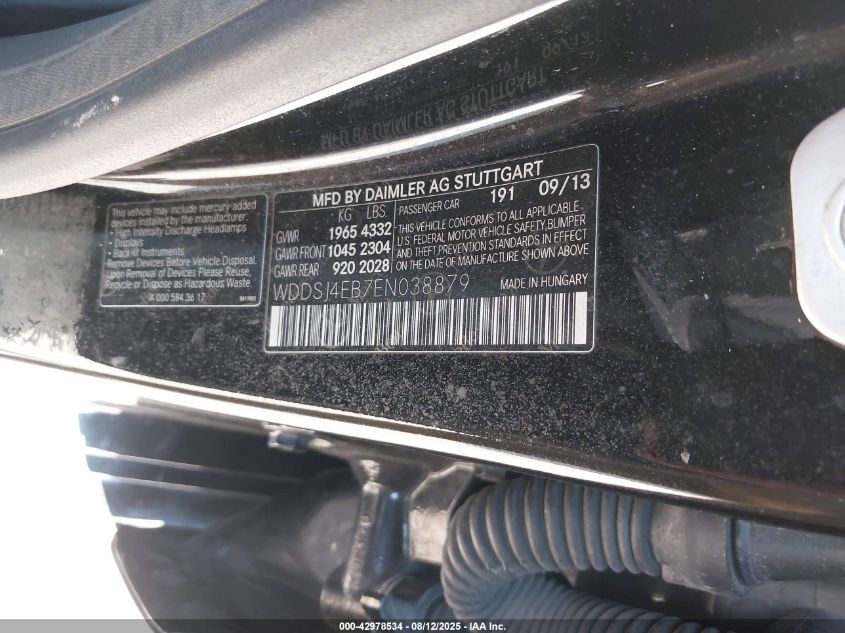 This vehicle may include mercury-added
devices installed by the manufacturer:
• High Intensity Discharge Headlamps
• Displays
• Back lit Instruments
Remove Devices Before Vehicle Disposal.
Upon Removal of Devices Please Reuse,
Recycle or Dispose as Hazardous Waste.
A 000 584 36 17
MFD BY DAIMLER AG STUTTGART
KG LBS
GVWR 1965 4332
GAWR FRONT 1045 2304
GAWR REAR 920 2028
PASSENGER CAR 191 09/13
THIS VEHICLE CONFORMS TO ALL APPLICABLE
U.S. FEDERAL MOTOR VEHICLE SAFETY, BUMPER
AND THEFT PREVENTION STANDARDS IN EFFECT
ON THE DATE OF MANUFACTURE SHOWN ABOVE
WDDSJ4EB7EN038879
MADE IN HUNGARY
000-42978534 - 08/12/2025 - IAA Inc.